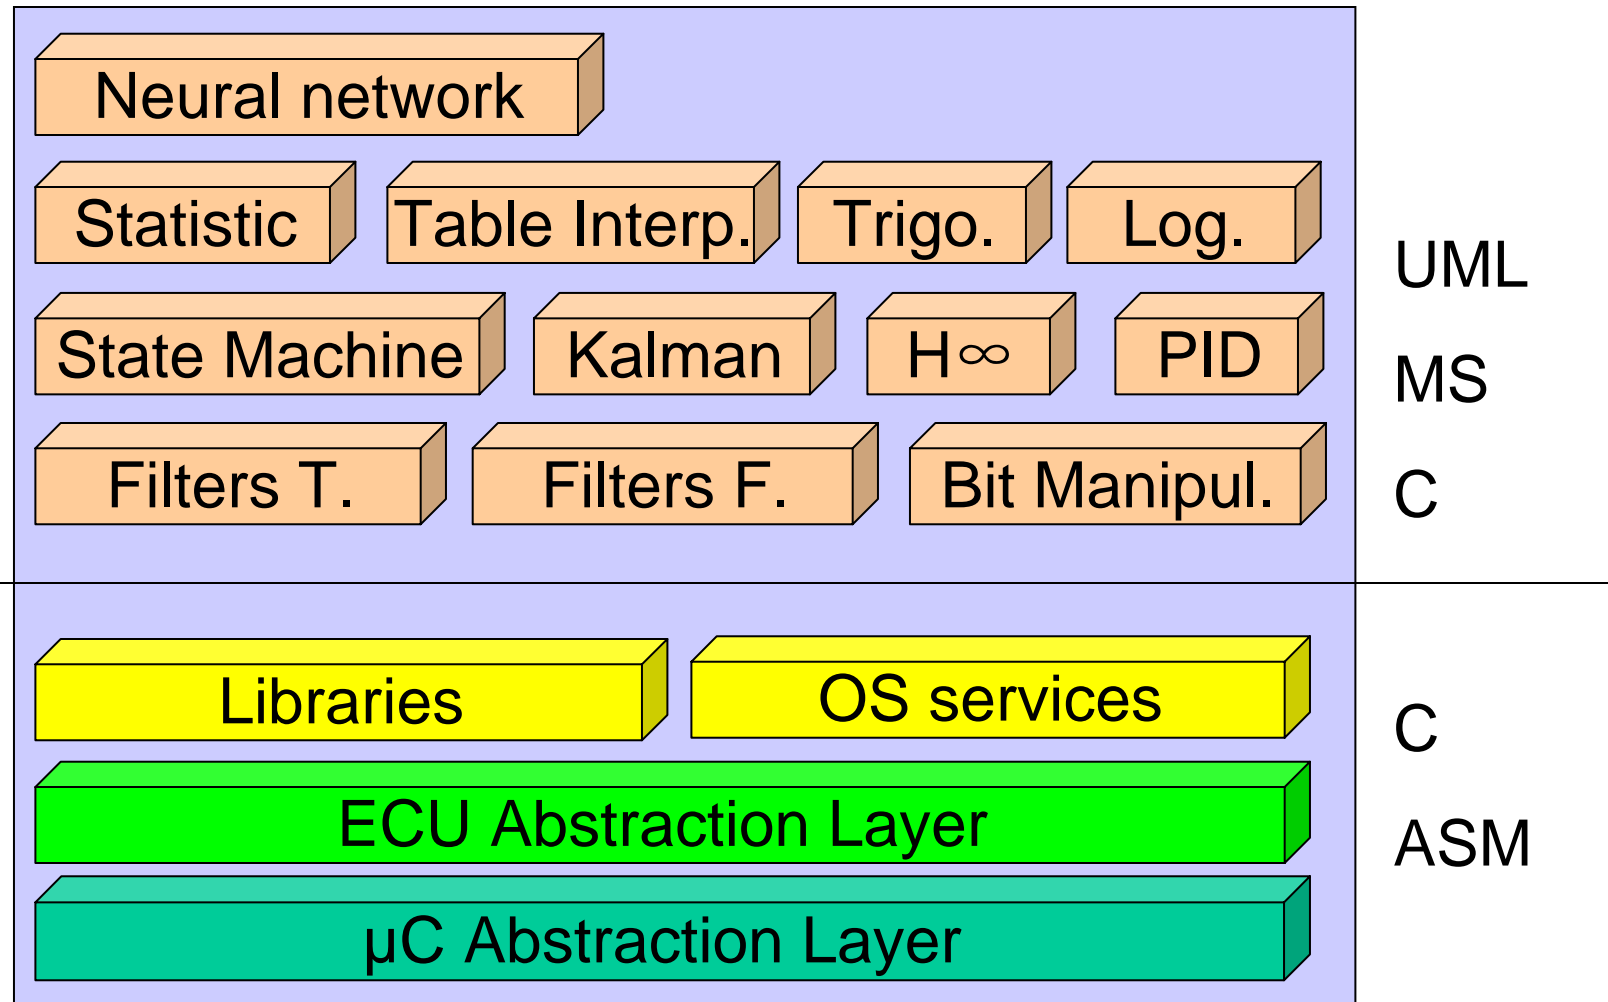 Neural network
Statistic Table Interp. Trigo. Log.
UML
State Machine Kalman H∞ PID
MS
Filters T. Filters F. Bit Manipul.
C
Libraries OS services
C
ECU Abstraction Layer
ASM
µC Abstraction Layer